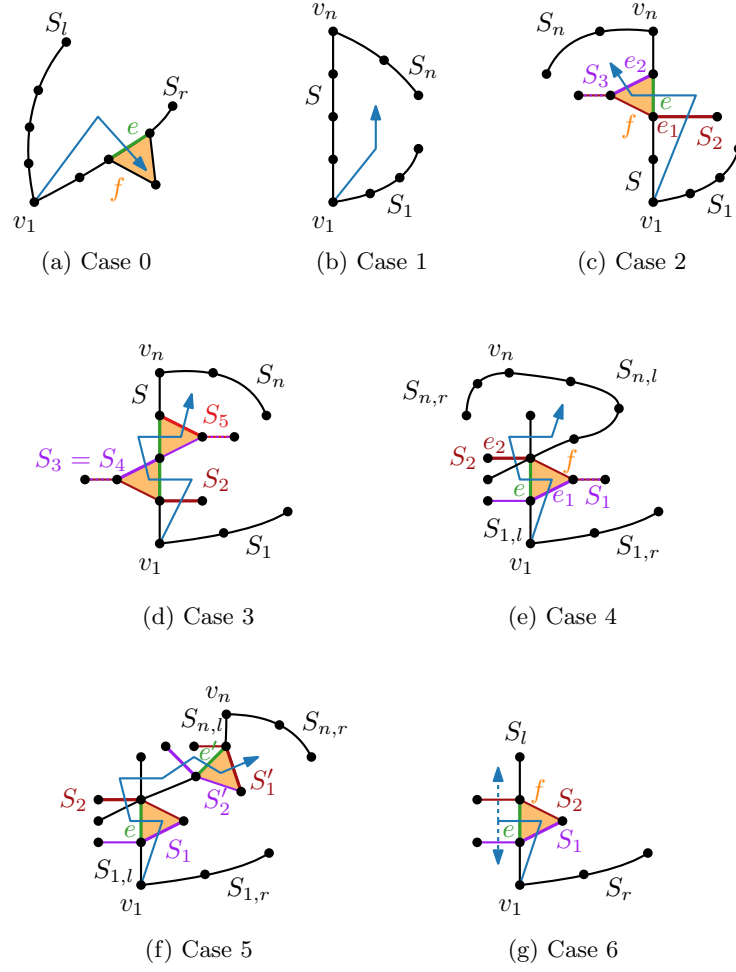 S_l
S_r
e
f
v_1
(a) Case 0
v_n
S
S_n
S_1
v_1
(b) Case 1
v_n
S_n
S_3
e_2
e
f
e_1
S_2
S
S_1
v_1
(c) Case 2
v_n
S
S_n
S_5
S_3 = S_4
S_2
S_1
v_1
(d) Case 3
v_n
S_{n,l}
S_{n,r}
S_2
e_2
f
e
e_1
S_1
S_{1,l}
S_{1,r}
v_1
(e) Case 4
v_n
S_{n,l}
S_{n,r}
e'
S'_1
S'_2
S_2
e
S_1
S_{1,l}
S_{1,r}
v_1
(f) Case 5
S_l
f
S_2
e
S_1
S_r
v_1
(g) Case 6